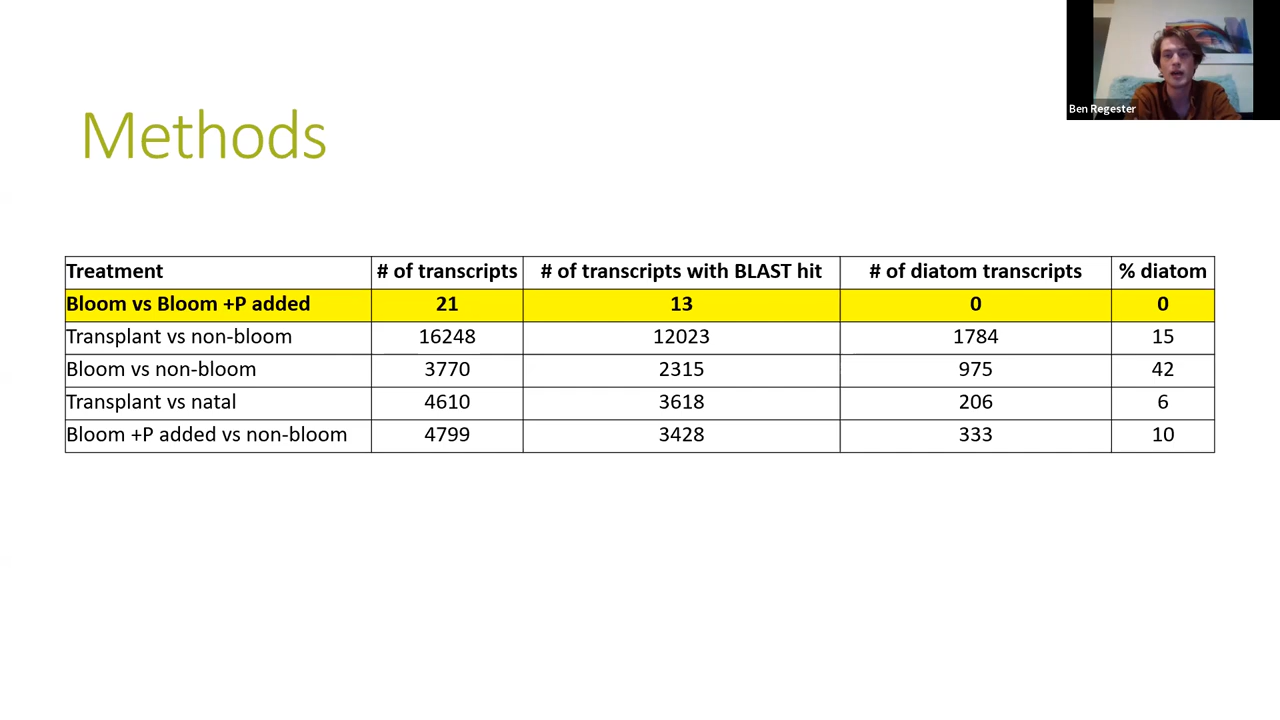 Ben Regester
Methods
Treatment # of transcripts # of transcripts with BLAST hit # of diatom transcripts % diatom
Bloom vs Bloom +P added 21 13 0 0
Transplant vs non-bloom 16248 12023 1784 15
Bloom vs non-bloom 3770 2315 975 42
Transplant vs natal 4610 3618 206 6
Bloom +P added vs non-bloom 4799 3428 333 10